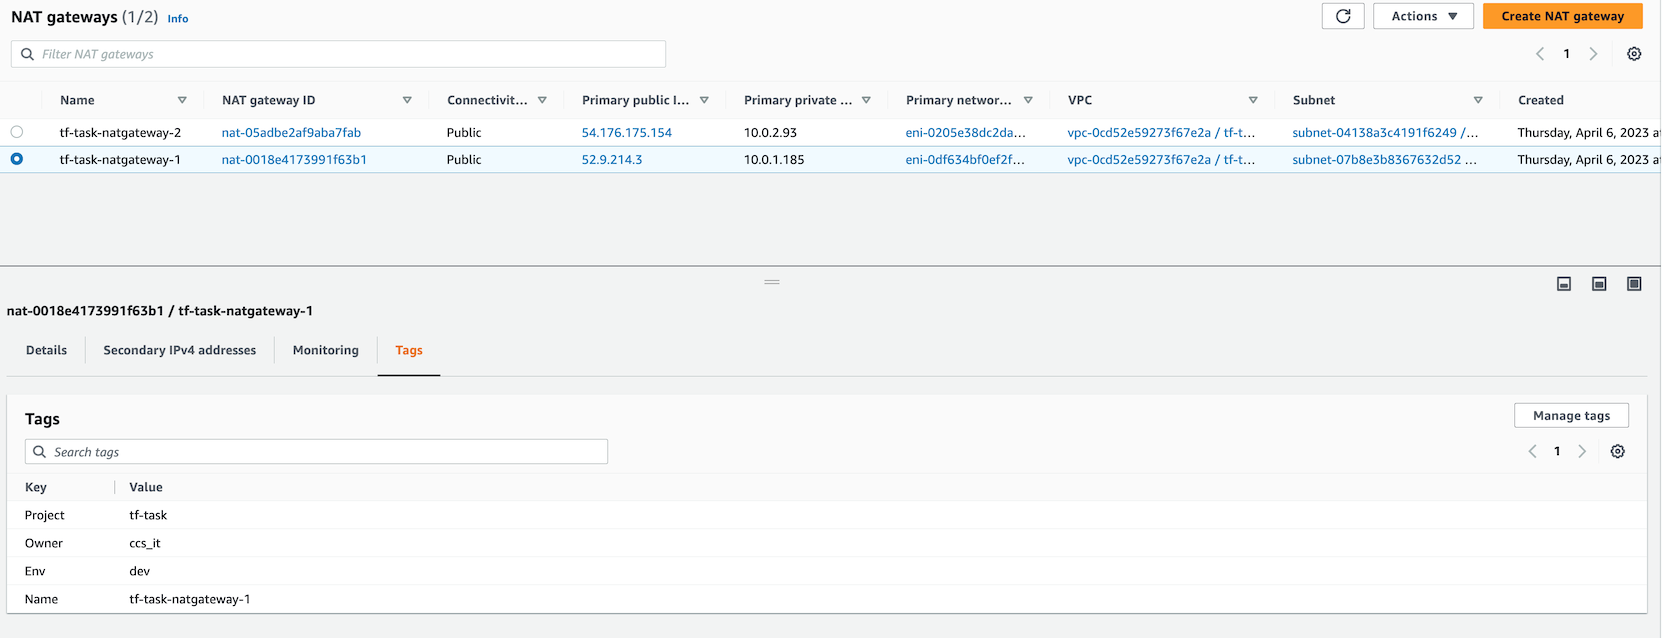 NAT gateways (1/2) Info
Actions
Create NAT gateway
Filter NAT gateways
1
Name NAT gateway ID Connectivit... Primary public I... Primary private ... Primary networ... VPC Subnet Created
tf-task-natgateway-2 nat-05adbe2af9aba7fab Public 54.176.175.154 10.0.2.93 eni-0205e38dc2da... vpc-0cd52e59273f67e2a / tf-t... subnet-04138a3c4191f6249 /... Thursday, April 6, 2023 at
tf-task-natgateway-1 nat-0018e4173991f63b1 Public 52.9.214.3 10.0.1.185 eni-0df634bf0ef2f... vpc-0cd52e59273f67e2a / tf-t... subnet-07b8e3b8367632d52 ... Thursday, April 6, 2023 at
nat-0018e4173991f63b1 / tf-task-natgateway-1
Details Secondary IPv4 addresses Monitoring Tags
Tags
Manage tags
Search tags
1
Key Value
Project tf-task
Owner ccs_it
Env dev
Name tf-task-natgateway-1